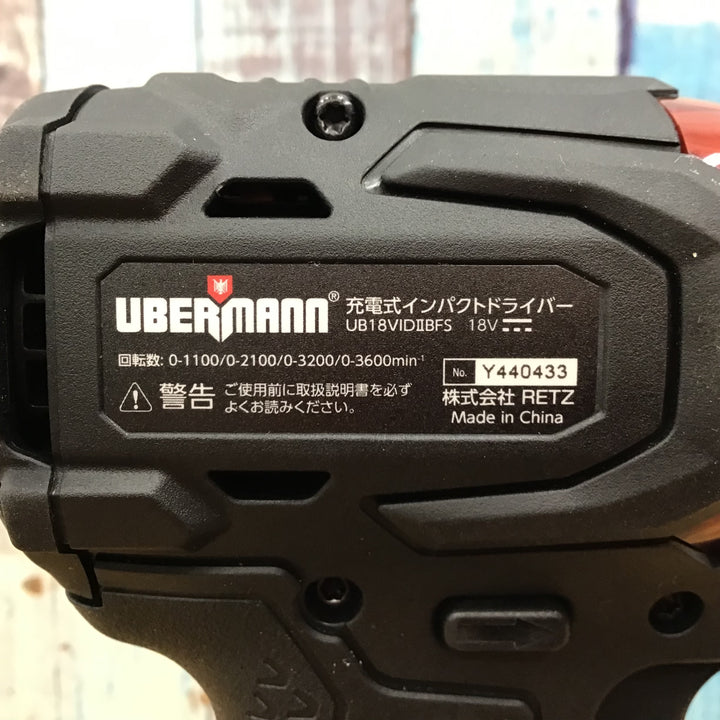 UBERMANN®
充電式インパクトドライバー
UB18VIDⅡBFS 18V
回転数: 0-1100/0-2100/0-3200/0-3600min⁻¹
No. Y440433
警告 ご使用前に取扱説明書を必ず
よくお読みください。
株式会社 RETZ
Made in China